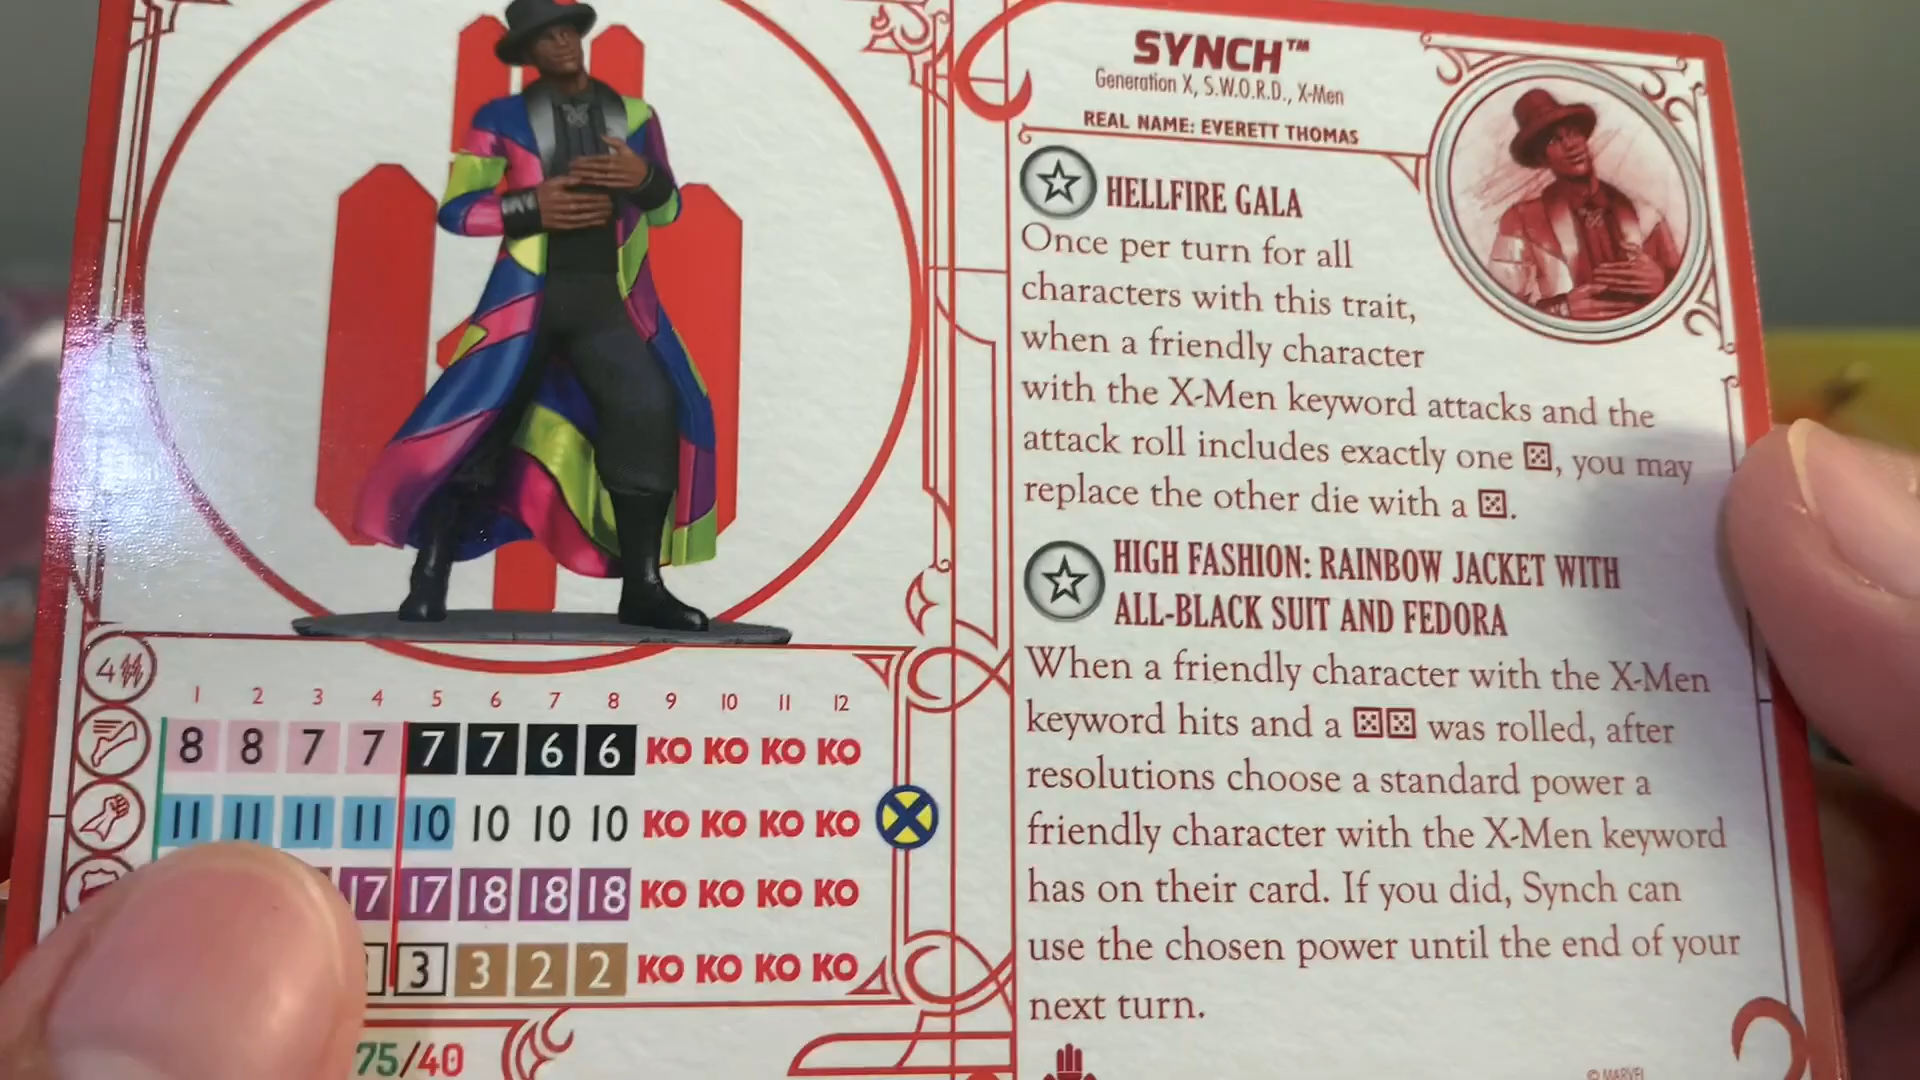 SYNCH™
Generation X, S.W.O.R.D., X-Men
REAL NAME: EVERETT THOMAS
HELLFIRE GALA
Once per turn for all
characters with this trait,
when a friendly character
with the X-Men keyword attacks and the
attack roll includes exactly one ⚄, you may
replace the other die with a ⚄.
HIGH FASHION: RAINBOW JACKET WITH
ALL-BLACK SUIT AND FEDORA
When a friendly character with the X-Men
keyword hits and a ⚄⚄ was rolled, after
resolutions choose a standard power a
friendly character with the X-Men keyword
has on their card. If you did, Synch can
use the chosen power until the end of your
next turn.
© MARVEL
4
1 2 3 4 5 6 7 8 9 10 11 12
8 8 7 7 7 7 6 6 KO KO KO KO
11 11 11 11 10 10 10 10 KO KO KO KO
17 17 18 18 18 KO KO KO KO
3 3 2 2 KO KO KO KO
75/40